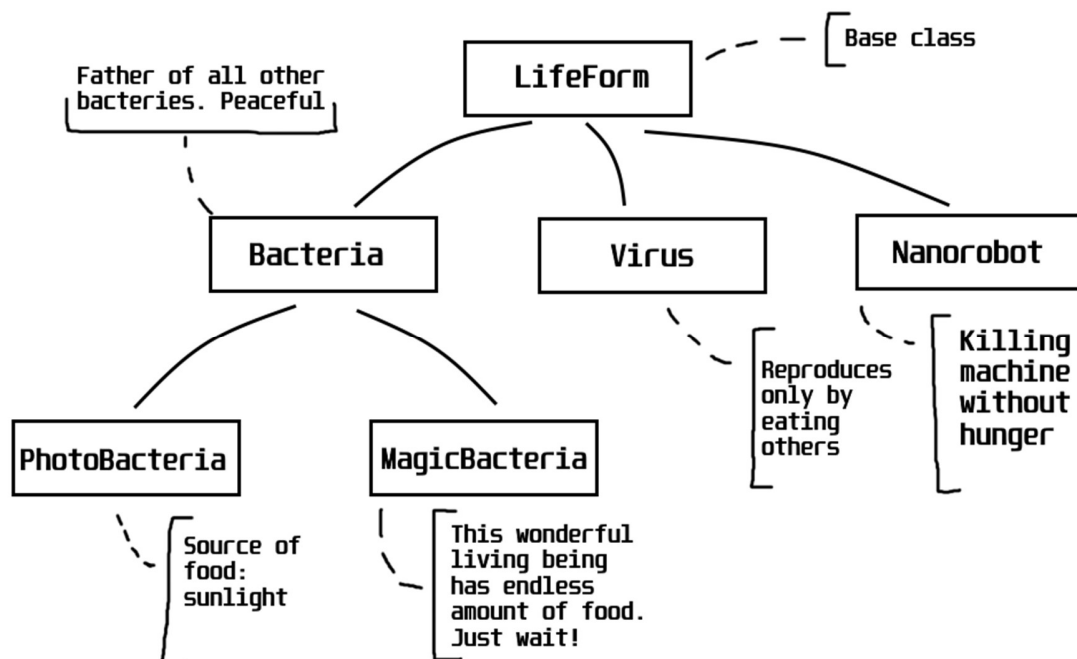 Base class
LifeForm
Father of all other
bacteries. Peaceful
Bacteria
Virus
Nanorobot
Reproduces
only by
eating
others
Killing
machine
without
hunger
PhotoBacteria
MagicBacteria
Source of
food:
sunlight
This wonderful
living being
has endless
amount of food.
Just wait!